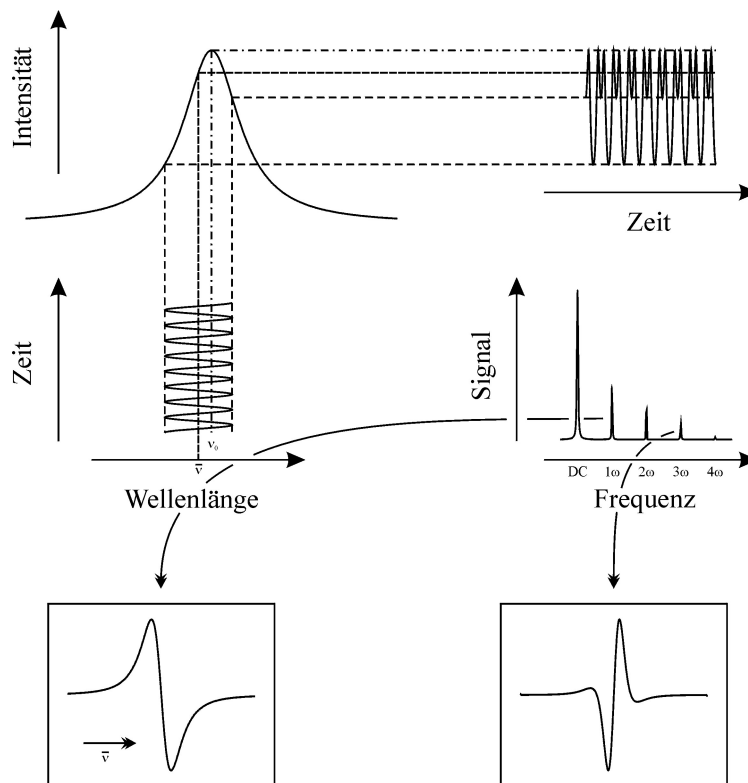 Intensität
Zeit
Zeit
ν₀
ν̅
Wellenlänge
Signal
DC 1ω 2ω 3ω 4ω
Frequenz
ν̅